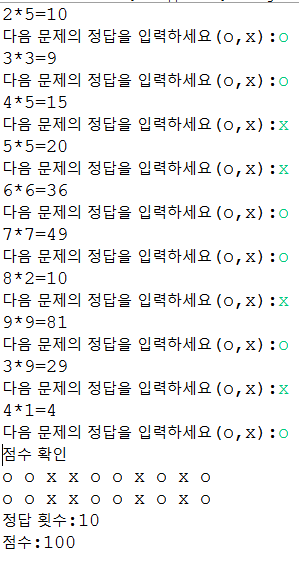 2*5=10
다음 문제의 정답을 입력하세요(o,x):o
3*3=9
다음 문제의 정답을 입력하세요(o,x):o
4*5=15
다음 문제의 정답을 입력하세요(o,x):x
5*5=20
다음 문제의 정답을 입력하세요(o,x):x
6*6=36
다음 문제의 정답을 입력하세요(o,x):o
7*7=49
다음 문제의 정답을 입력하세요(o,x):o
8*2=10
다음 문제의 정답을 입력하세요(o,x):x
9*9=81
다음 문제의 정답을 입력하세요(o,x):o
3*9=29
다음 문제의 정답을 입력하세요(o,x):x
4*1=4
다음 문제의 정답을 입력하세요(o,x):o
점수 확인
o o x x o o x o x o
o o x x o o x o x o
정답 횟수:10
점수:100